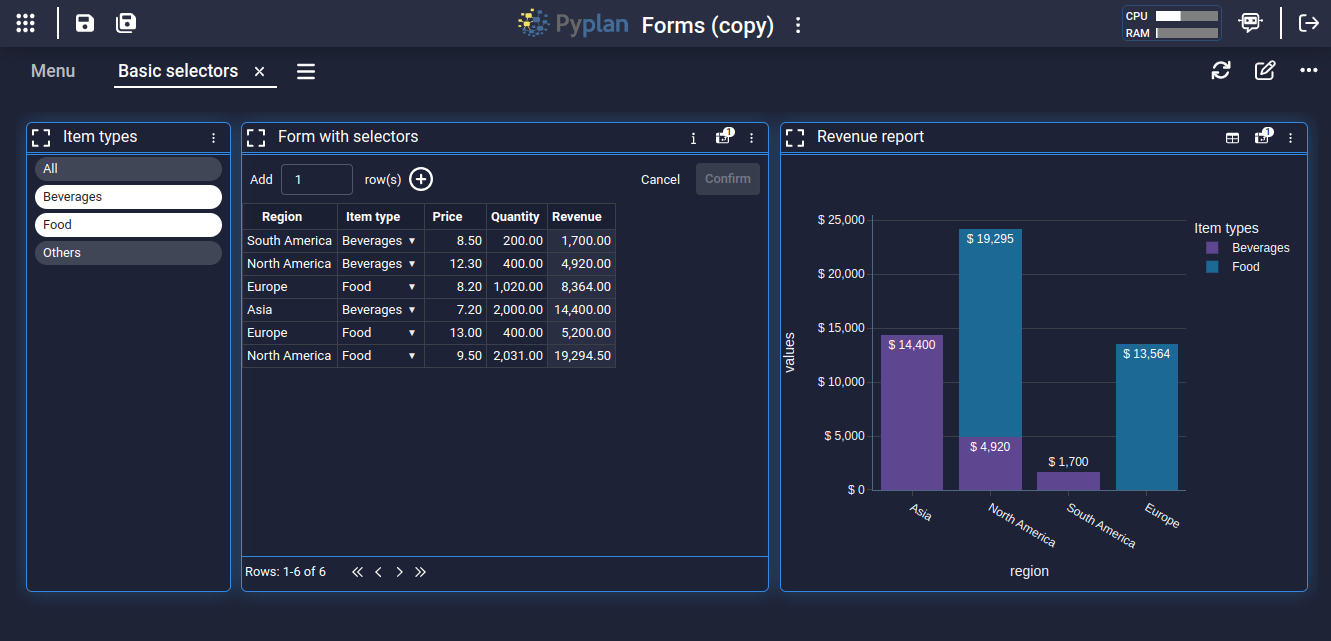 Pyplan Forms (copy)
CPU
RAM
Menu Basic selectors
Item types
All
Beverages
Food
Others
Form with selectors
1
Add 1 row(s) Cancel Confirm
Region Item type Price Quantity Revenue
South America Beverages 8.50 200.00 1,700.00
North America Beverages 12.30 400.00 4,920.00
Europe Food 8.20 1,020.00 8,364.00
Asia Beverages 7.20 2,000.00 14,400.00
Europe Food 13.00 400.00 5,200.00
North America Food 9.50 2,031.00 19,294.50
Rows: 1-6 of 6
Revenue report
1
$ 25,000
$ 20,000
$ 15,000
$ 10,000
$ 5,000
$ 0
values
$ 14,400
$ 19,295
$ 4,920
$ 1,700
$ 13,564
Asia
North America
South America
Europe
region
Item types
Beverages
Food